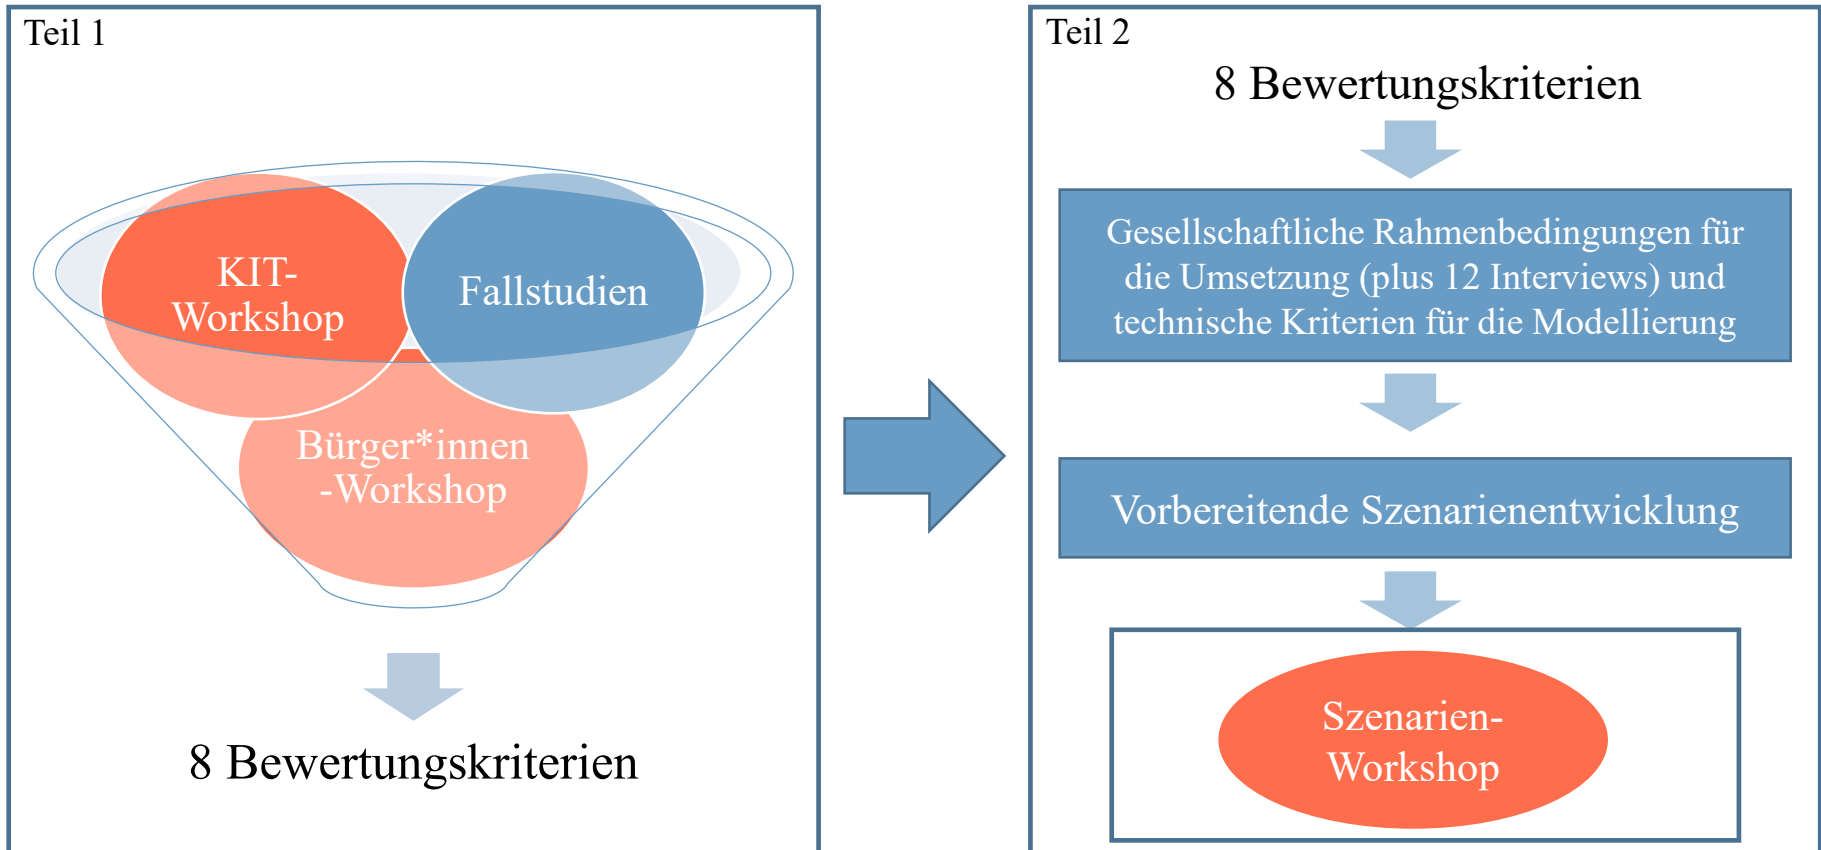 Teil 1
KIT-
Workshop
Fallstudien
Bürger*innen
-Workshop
8 Bewertungskriterien
Teil 2
8 Bewertungskriterien
Gesellschaftliche Rahmenbedingungen für
die Umsetzung (plus 12 Interviews) und
technische Kriterien für die Modellierung
Vorbereitende Szenarienentwicklung
Szenarien-
Workshop